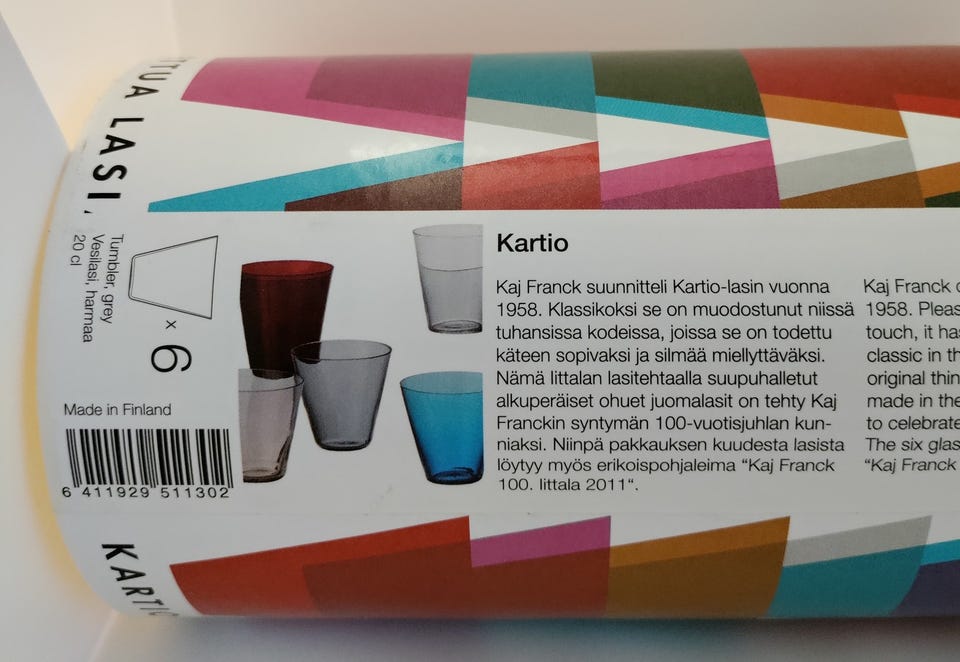 TUA LASI,
Tumbler, grey
Vesilasi, harmaa
20 cl
x 6
Made in Finland
6 411929 511302
KARTIO
Kartio
Kaj Franck suunnitteli Kartio-lasin vuonna
1958. Klassikoksi se on muodostunut niissä
tuhansissa kodeissa, joissa se on todettu
käteen sopivaksi ja silmää miellyttäväksi.
Nämä Iittalan lasitehtaalla suupuhalletut
alkuperäiset ohuet juomalasit on tehty Kaj
Franckin syntymän 100-vuotisjuhlan kun-
niaksi. Niinpä pakkauksen kuudesta lasista
löytyy myös erikoispohjaleima “Kaj Franck
100. Iittala 2011“.
Kaj Franck
1958. Pleas
touch, it has
classic in th
original thin
made in the
to celebrate
The six glas
“Kaj Franck